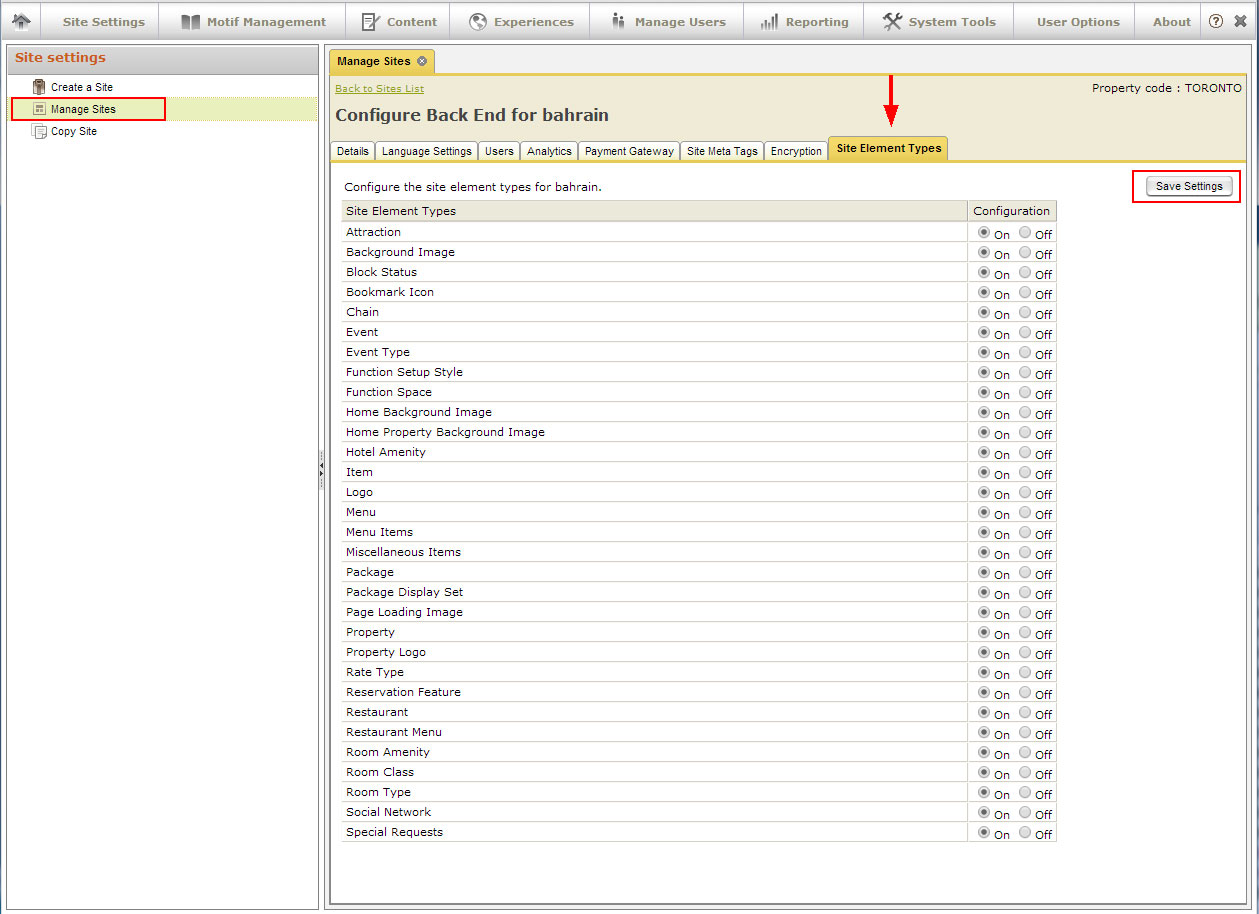 Site Settings Motif Management Content Experiences Manage Users Reporting System Tools User Options About ?
Site settings
Create a Site
Manage Sites
Copy Site
Manage Sites
Back to Sites List Property code : TORONTO
Configure Back End for bahrain
Details Language Settings Users Analytics Payment Gateway Site Meta Tags Encryption Site Element Types
Configure the site element types for bahrain. Save Settings
Site Element Types Configuration
Attraction On Off
Background Image On Off
Block Status On Off
Bookmark Icon On Off
Chain On Off
Event On Off
Event Type On Off
Function Setup Style On Off
Function Space On Off
Home Background Image On Off
Home Property Background Image On Off
Hotel Amenity On Off
Item On Off
Logo On Off
Menu On Off
Menu Items On Off
Miscellaneous Items On Off
Package On Off
Package Display Set On Off
Page Loading Image On Off
Property On Off
Property Logo On Off
Rate Type On Off
Reservation Feature On Off
Restaurant On Off
Restaurant Menu On Off
Room Amenity On Off
Room Class On Off
Room Type On Off
Social Network On Off
Special Requests On Off